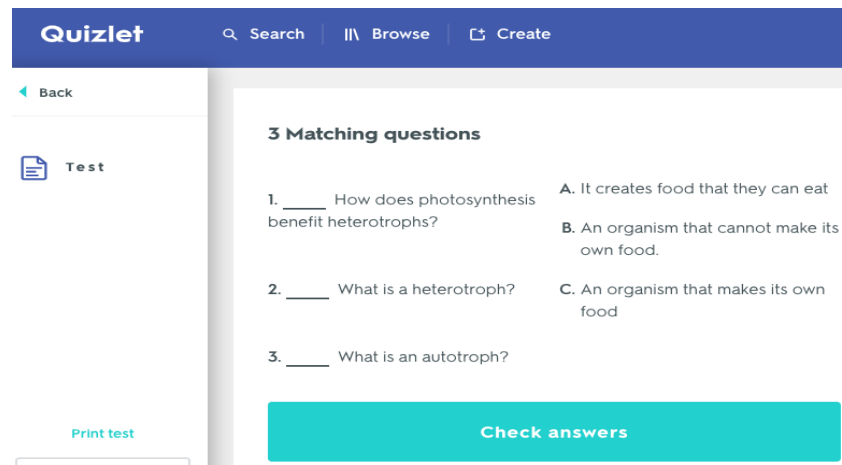 Quizlet
Search
Browse
Create
Back
Test
Print test
3 Matching questions
1. _____ How does photosynthesis
benefit heterotrophs?
2. _____ What is a heterotroph?
3. _____ What is an autotroph?
A. It creates food that they can eat
B. An organism that cannot make its
own food.
C. An organism that makes its own
food
Check answers